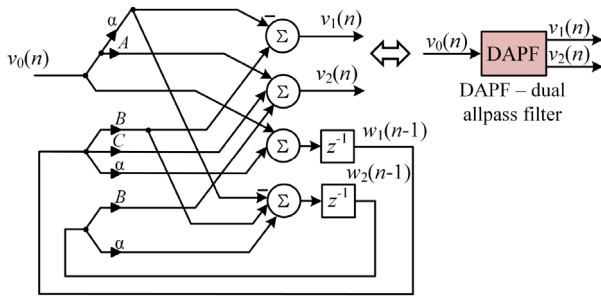 α
A
v₀(n)
B
C
α
B
α
− Σ
Σ
Σ
− Σ
z⁻¹
z⁻¹
v₁(n)
v₂(n)
w₁(n-1)
w₂(n-1)
v₀(n)
DAPF
v₁(n)
v₂(n)
DAPF – dual
allpass filter